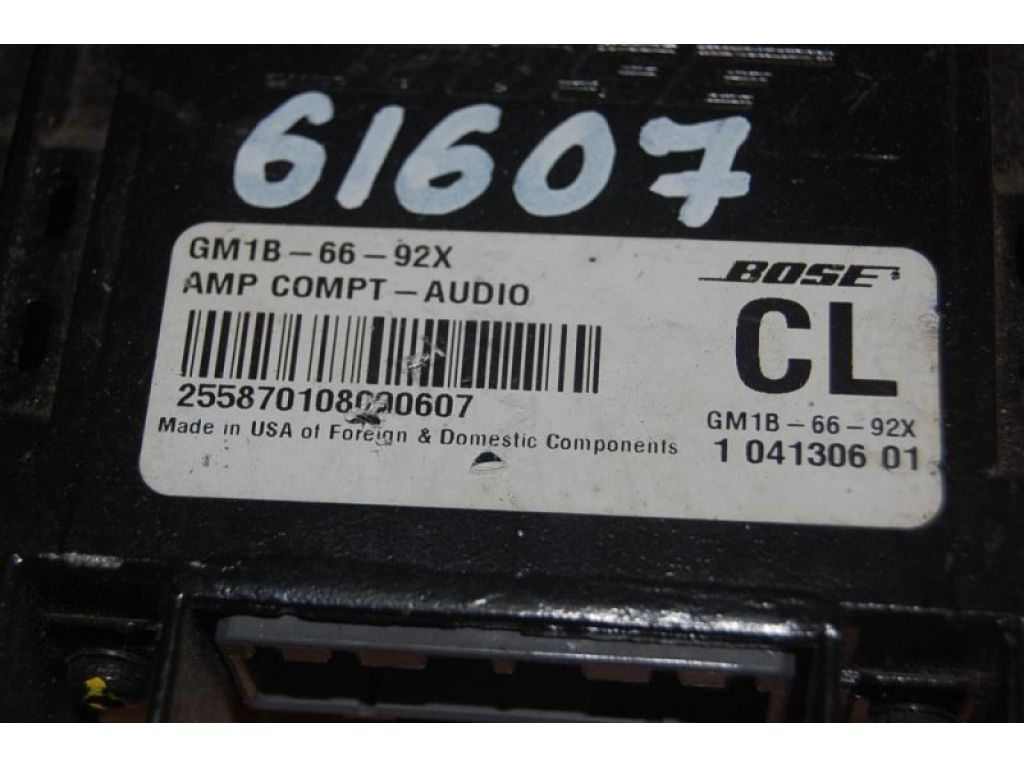 61607
GM1B-66-92X
AMP COMPT-AUDIO
BOSE
CL
Made in USA of Foreign & Domestic Components
GM1B-66-92X
1 041306 01